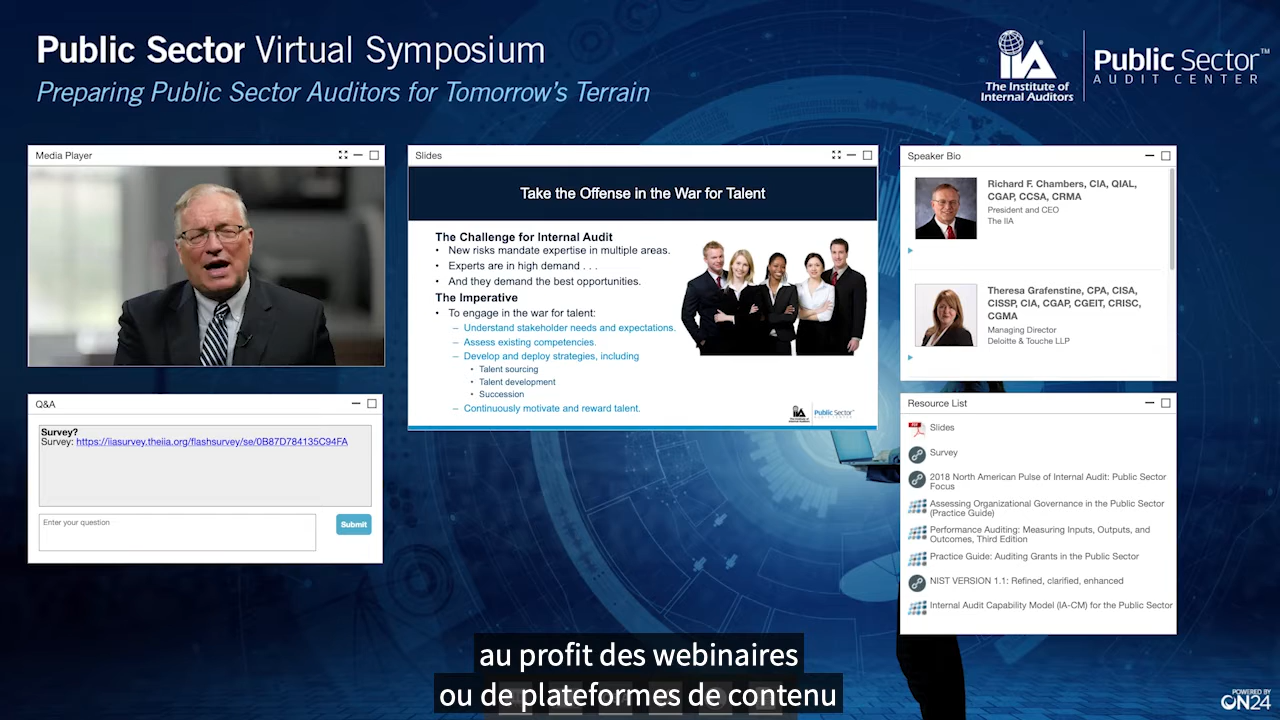 Public Sector Virtual Symposium
Preparing Public Sector Auditors for Tomorrow's Terrain
IIA
The Institute of
Internal Auditors
Public Sector™
AUDIT CENTER
Media Player
Slides
Take the Offense in the War for Talent
The Challenge for Internal Audit
• New risks mandate expertise in multiple areas.
• Experts are in high demand . . .
• And they demand the best opportunities.
The Imperative
• To engage in the war for talent:
– Understand stakeholder needs and expectations.
– Assess existing competencies.
– Develop and deploy strategies, including
• Talent sourcing
• Talent development
• Succession
– Continuously motivate and reward talent.
IIA
Public Sector
Speaker Bio
Richard F. Chambers, CIA, QIAL,
CGAP, CCSA, CRMA
President and CEO
The IIA
Theresa Grafenstine, CPA, CISA,
CISSP, CIA, CGAP, CGEIT, CRISC,
CGMA
Managing Director
Deloitte & Touche LLP
Q&A
Survey?
Survey: https://iiasurvey.theiia.org/flashsurvey/se/0B87D784135C94FA
Enter your question
Submit
Resource List
Slides
Survey
2018 North American Pulse of Internal Audit: Public Sector
Focus
Assessing Organizational Governance in the Public Sector
(Practice Guide)
Performance Auditing: Measuring Inputs, Outputs, and
Outcomes, Third Edition
Practice Guide: Auditing Grants in the Public Sector
NIST VERSION 1.1: Refined, clarified, enhanced
Internal Audit Capability Model (IA-CM) for the Public Sector
au profit des webinaires
ou de plateformes de contenu
POWERED BY
ON24